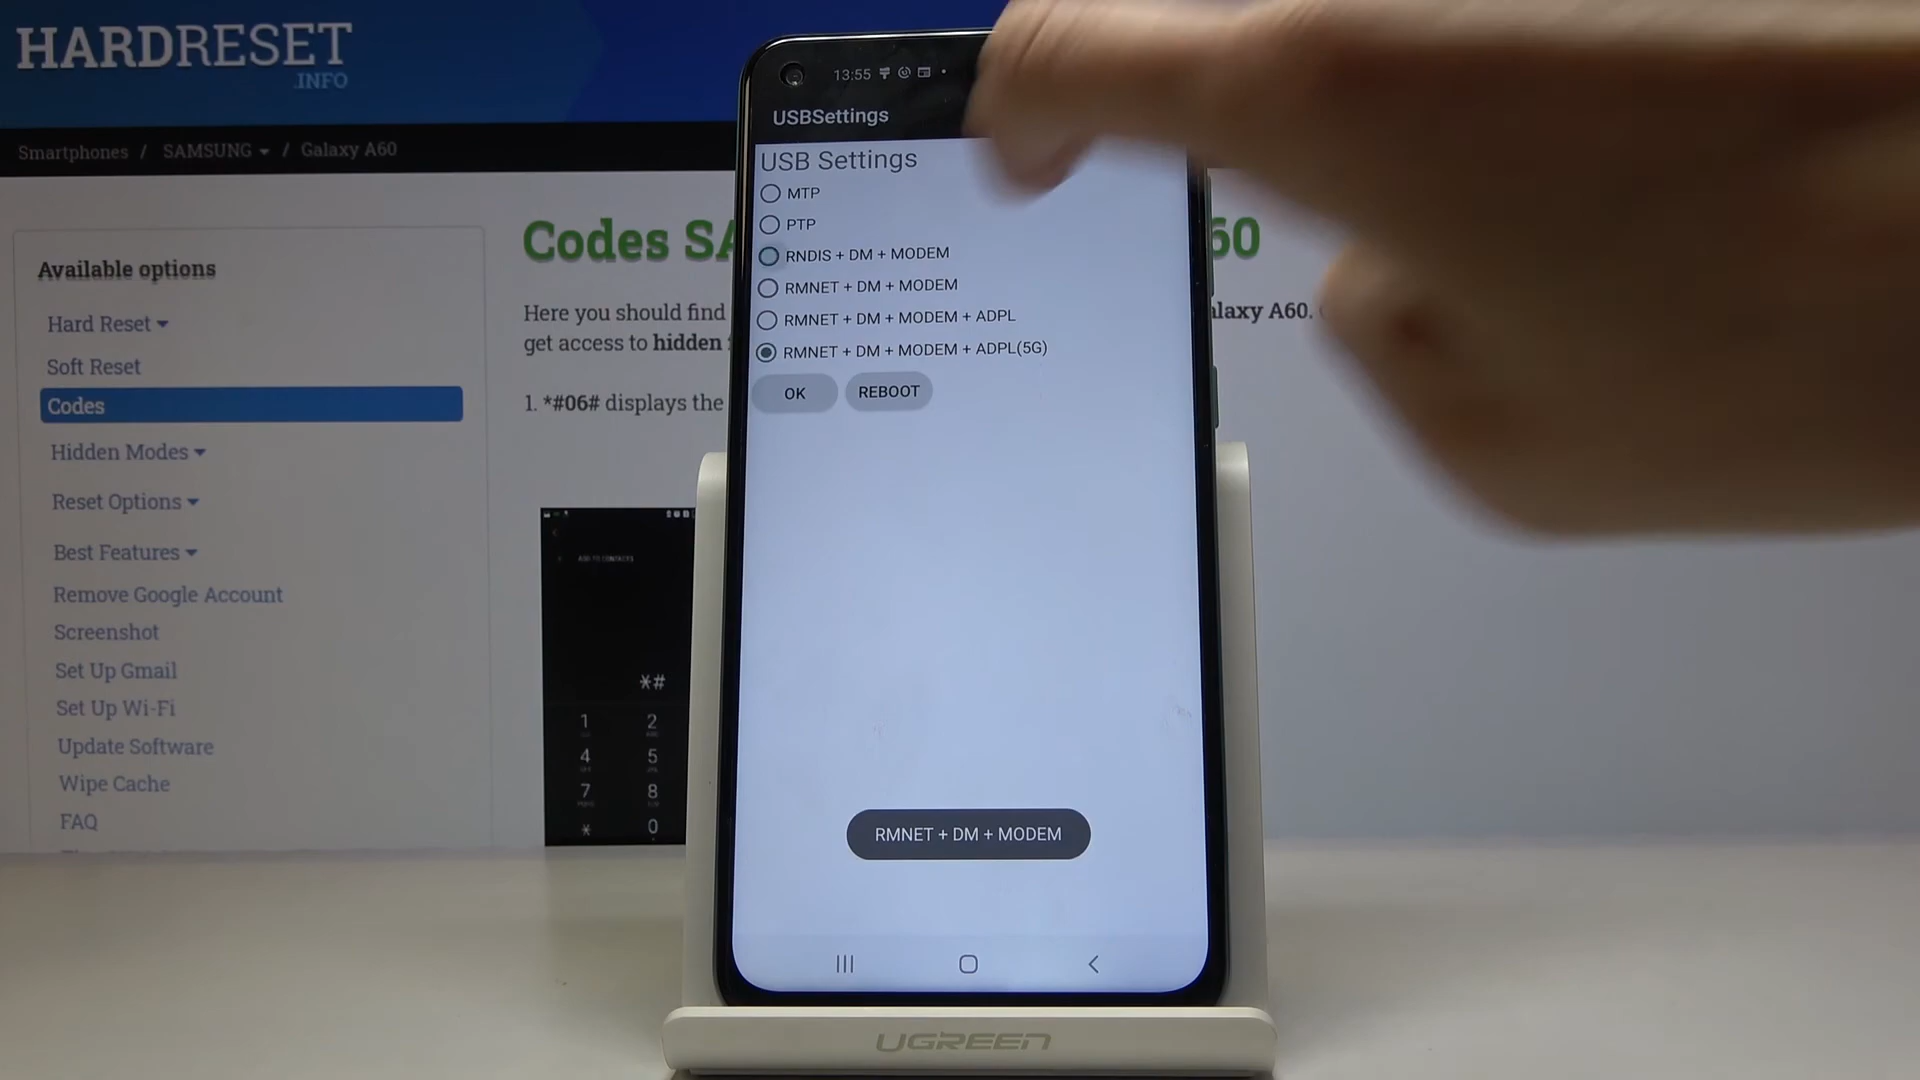 HARDRESET
.INFO
Smartphones / SAMSUNG / Galaxy A60
Available options
Hard Reset
Soft Reset
Codes
Hidden Modes
Reset Options
Best Features
Remove Google Account
Screenshot
Set Up Gmail
Set Up Wi-Fi
Update Software
Wipe Cache
FAQ
Codes SA
60
Here you should find
alaxy A60.
get access to hidden
1. *#06# displays the
ADD TO CONTACTS
*#
1 2
4 5
7 8
* 0
13:55
USBSettings
USB Settings
MTP
PTP
RNDIS + DM + MODEM
RMNET + DM + MODEM
RMNET + DM + MODEM + ADPL
RMNET + DM + MODEM + ADPL(5G)
OK REBOOT
RMNET + DM + MODEM
UGREEN